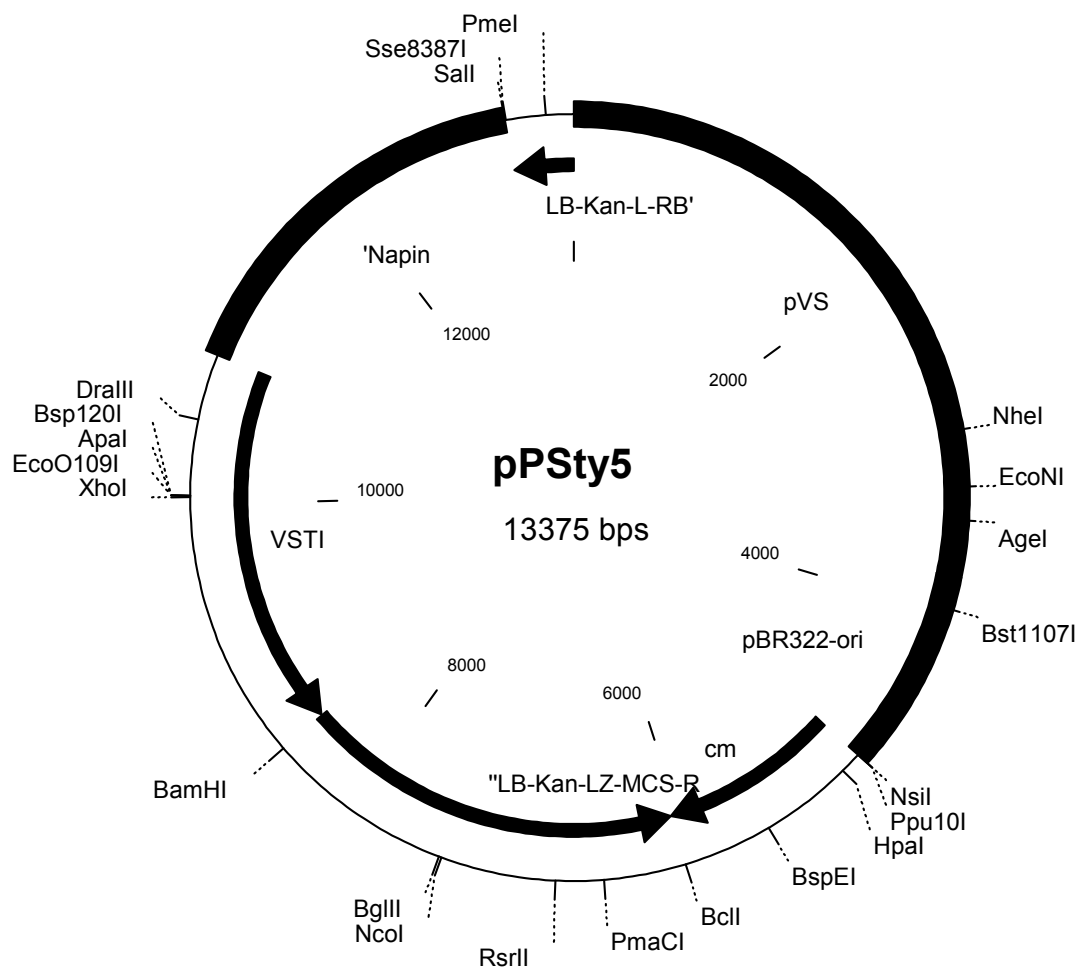 PmeI
Sse8387I
SalI
LB-Kan-L-RB'
'Napin
pVS
12000
2000
DraIII
Bsp120I
ApaI
EcoO109I
XhoI
NheI
pPSty5
EcoNI
10000
13375 bps
VSTI
AgeI
4000
pBR322-ori
Bst1107I
8000
6000
cm
BamHI
"LB-Kan-LZ-MCS-R
NsiI
Ppu10I
HpaI
BspEI
BglII
NcoI
BclI
PmaCI
RsrII